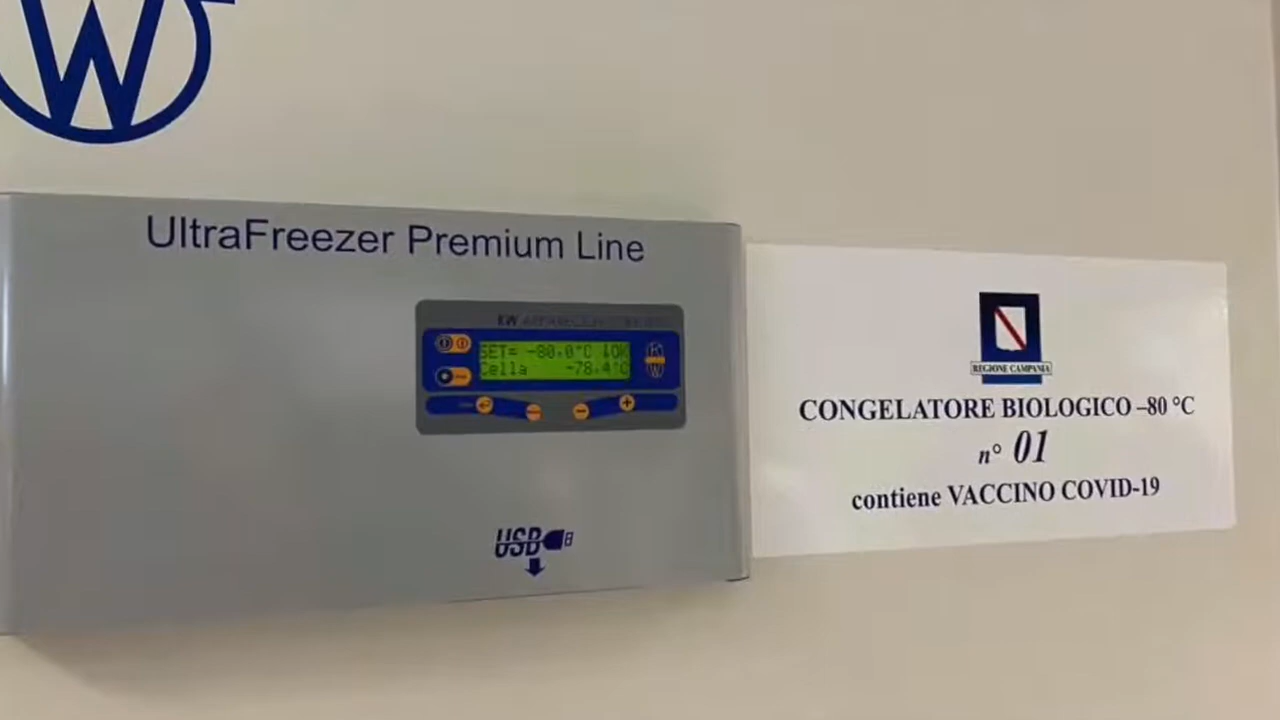 W
UltraFreezer Premium Line
KW
SET= -80.0°C
Cella -78.4°C
USB
REGIONE CAMPANIA
CONGELATORE BIOLOGICO –80 °C
n° 01
contiene VACCINO COVID-19